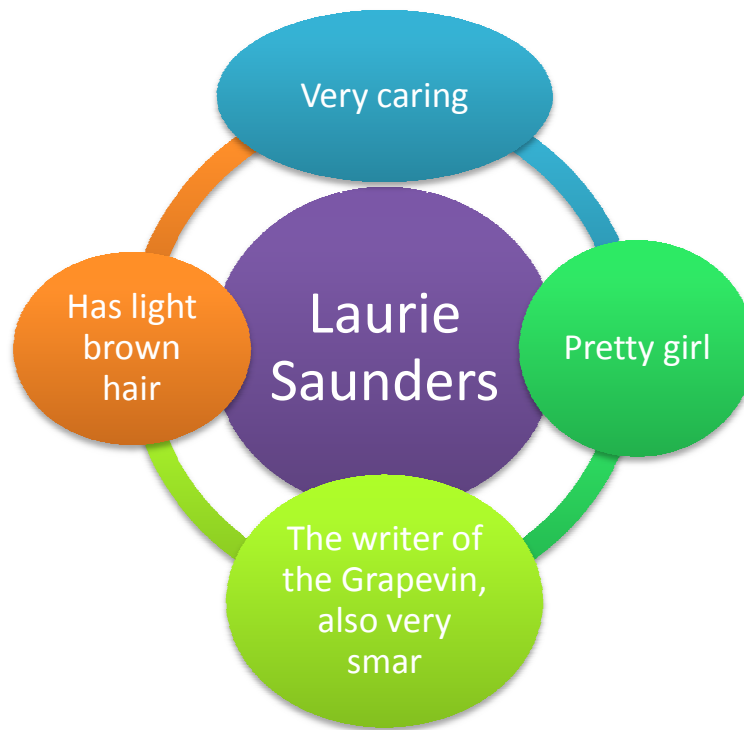 Very caring
Laurie
Saunders
Has light
brown
hair
Pretty girl
The writer of
the Grapevin,
also very
smar